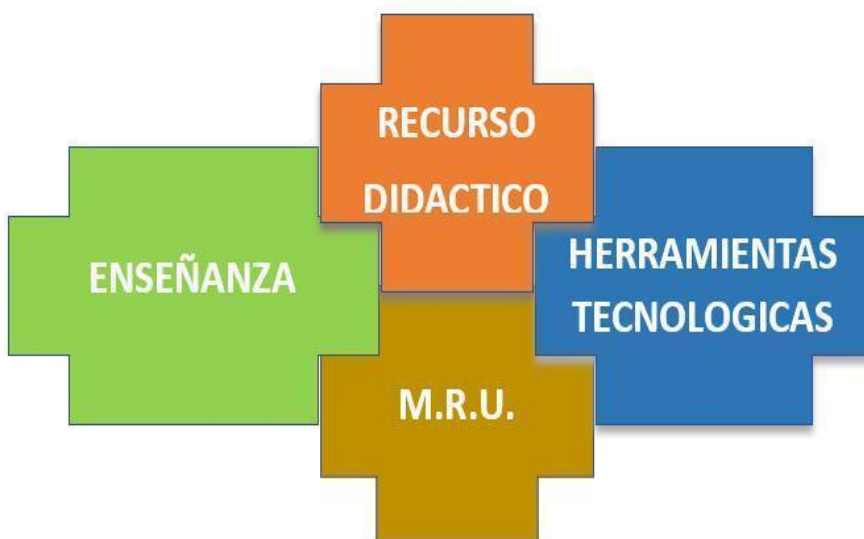 RECURSO
DIDACTICO
ENSEÑANZA
HERRAMIENTAS
TECNOLOGICAS
M.R.U.